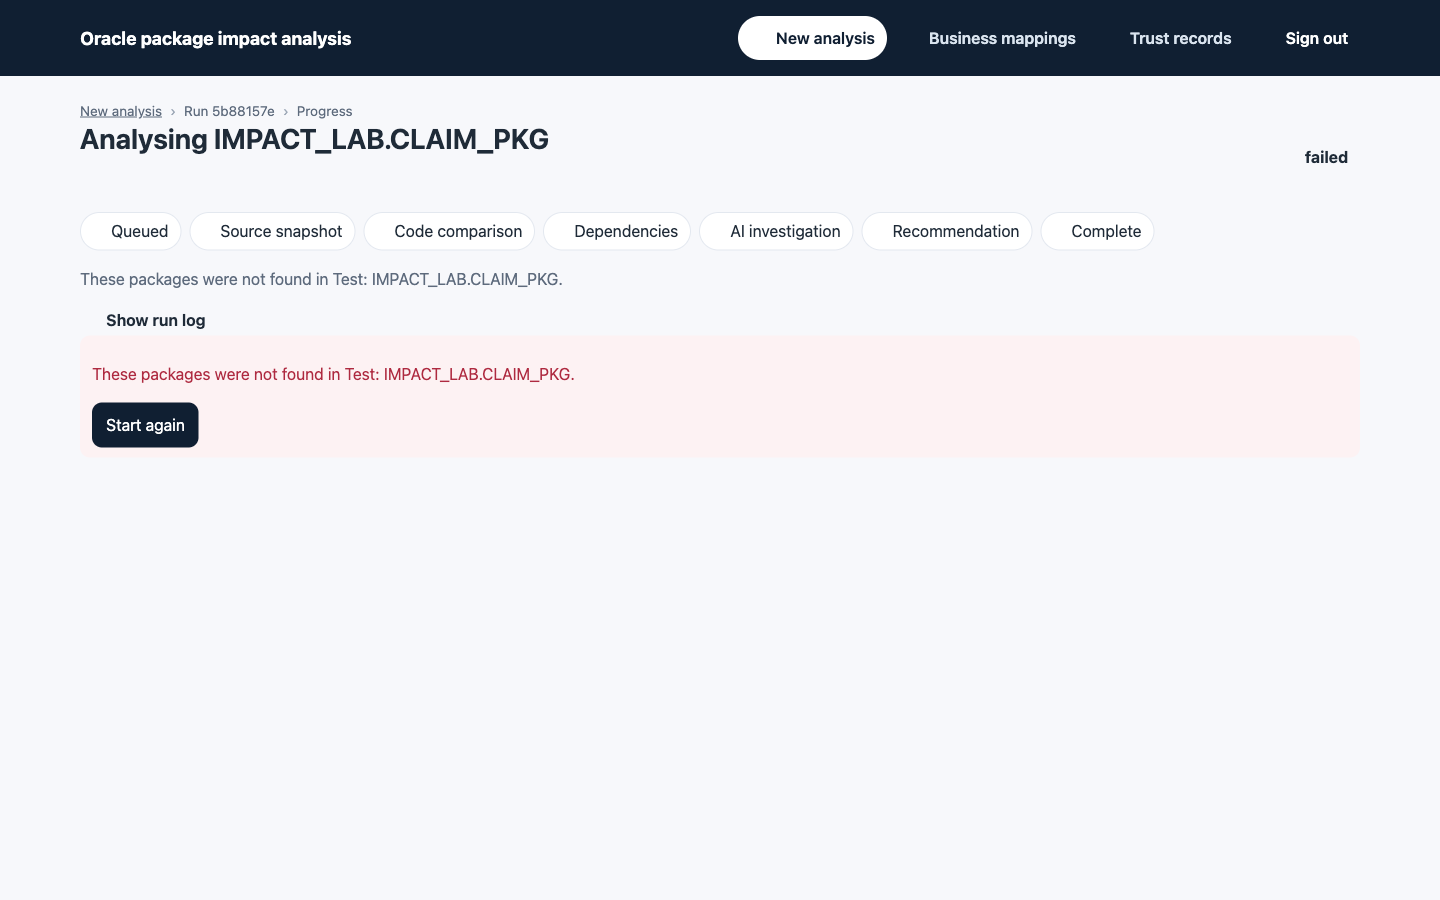 Oracle package impact analysis
New analysis
Business mappings
Trust records
Sign out
New analysis › Run 5b88157e › Progress
Analysing IMPACT_LAB.CLAIM_PKG
failed
Queued
Source snapshot
Code comparison
Dependencies
AI investigation
Recommendation
Complete
These packages were not found in Test: IMPACT_LAB.CLAIM_PKG.
Show run log
These packages were not found in Test: IMPACT_LAB.CLAIM_PKG.
Start again